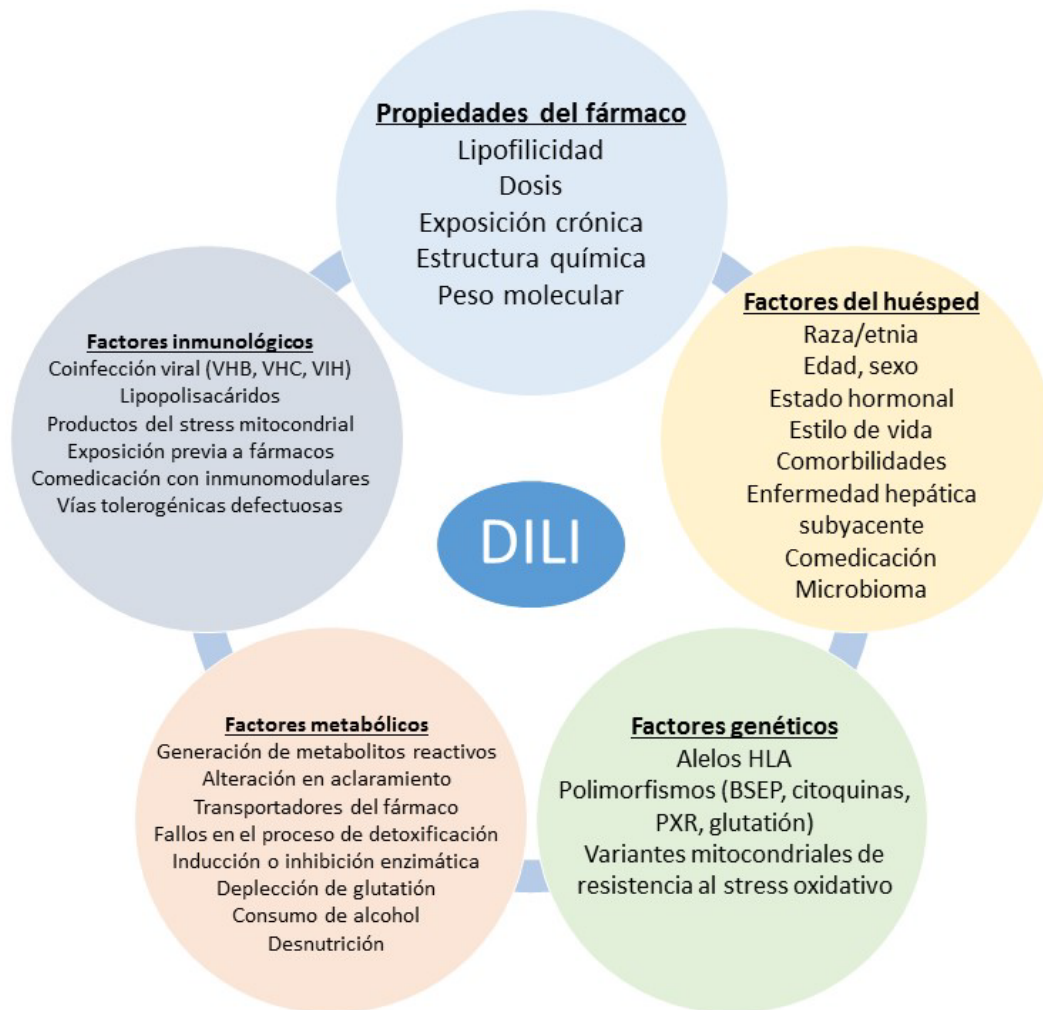 Propiedades del fármaco
Lipofilicidad
Dosis
Exposición crónica
Estructura química
Peso molecular
Factores del huésped
Raza/etnia
Edad, sexo
Estado hormonal
Estilo de vida
Comorbilidades
Enfermedad hepática
subyacente
Comedicación
Microbioma
Factores inmunológicos
Coinfección viral (VHB, VHC, VIH)
Lipopolisacáridos
Productos del stress mitocondrial
Exposición previa a fármacos
Comedicación con inmunomodulares
Vías tolerogénicas defectuosas
DILI
Factores metabólicos
Generación de metabolitos reactivos
Alteración en aclaramiento
Transportadores del fármaco
Fallos en el proceso de detoxificación
Inducción o inhibición enzimática
Deplección de glutatión
Consumo de alcohol
Desnutrición
Factores genéticos
Alelos HLA
Polimorfismos (BSEP, citoquinas,
PXR, glutatión)
Variantes mitocondriales de
resistencia al stress oxidativo